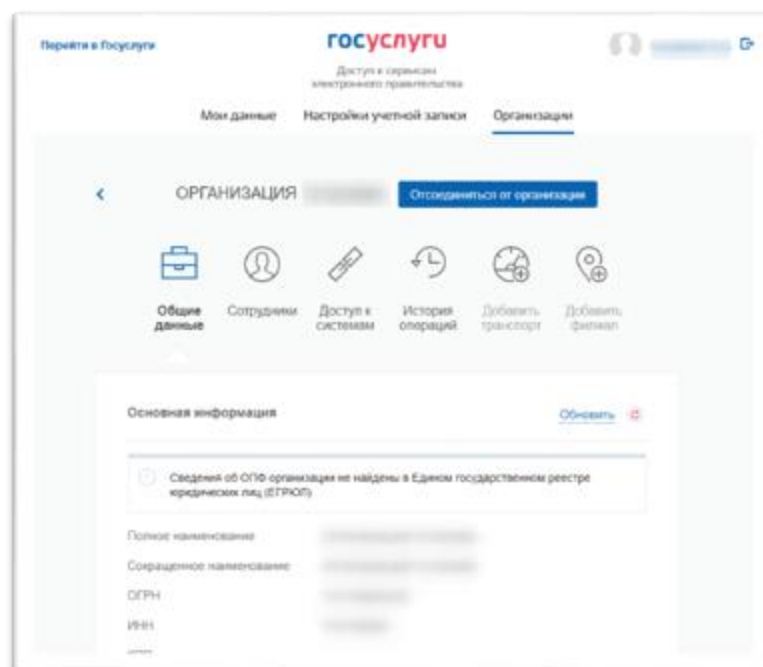 Перейти в Госуслуги
госуслуги
Доступ к сервисам
электронного правительства
Мои данные Настройки учетной записи Организации
ОРГАНИЗАЦИЯ Отсоединиться от организации
Общие данные
Сотрудники
Доступ к системам
История операций
Добавить транспорт
Добавить филиал
Основная информация Обновить
Сведения об ОПФ организации не найдены в Едином государственном реестре
юридических лиц (ЕГРЮЛ)
Полное наименование
Сокращенное наименование
ОГРН
ИНН